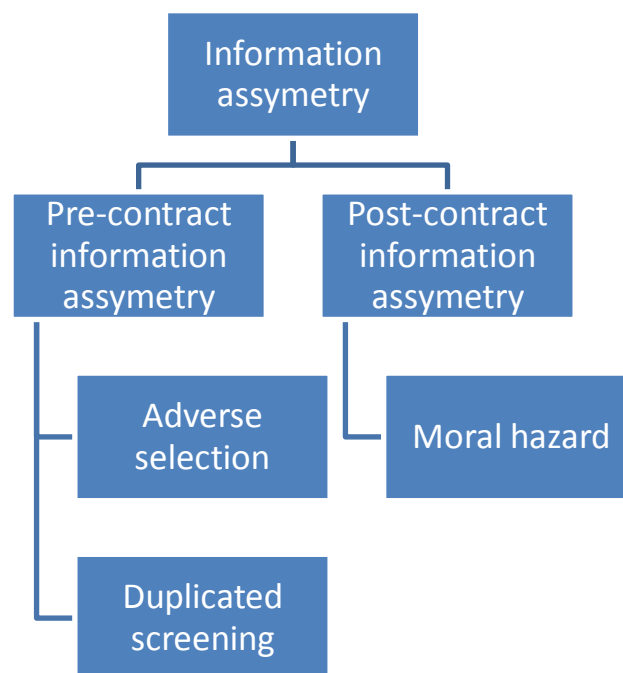 Information
assymetry
Pre-contract
information
assymetry
Post-contract
information
assymetry
Adverse
selection
Moral hazard
Duplicated
screening